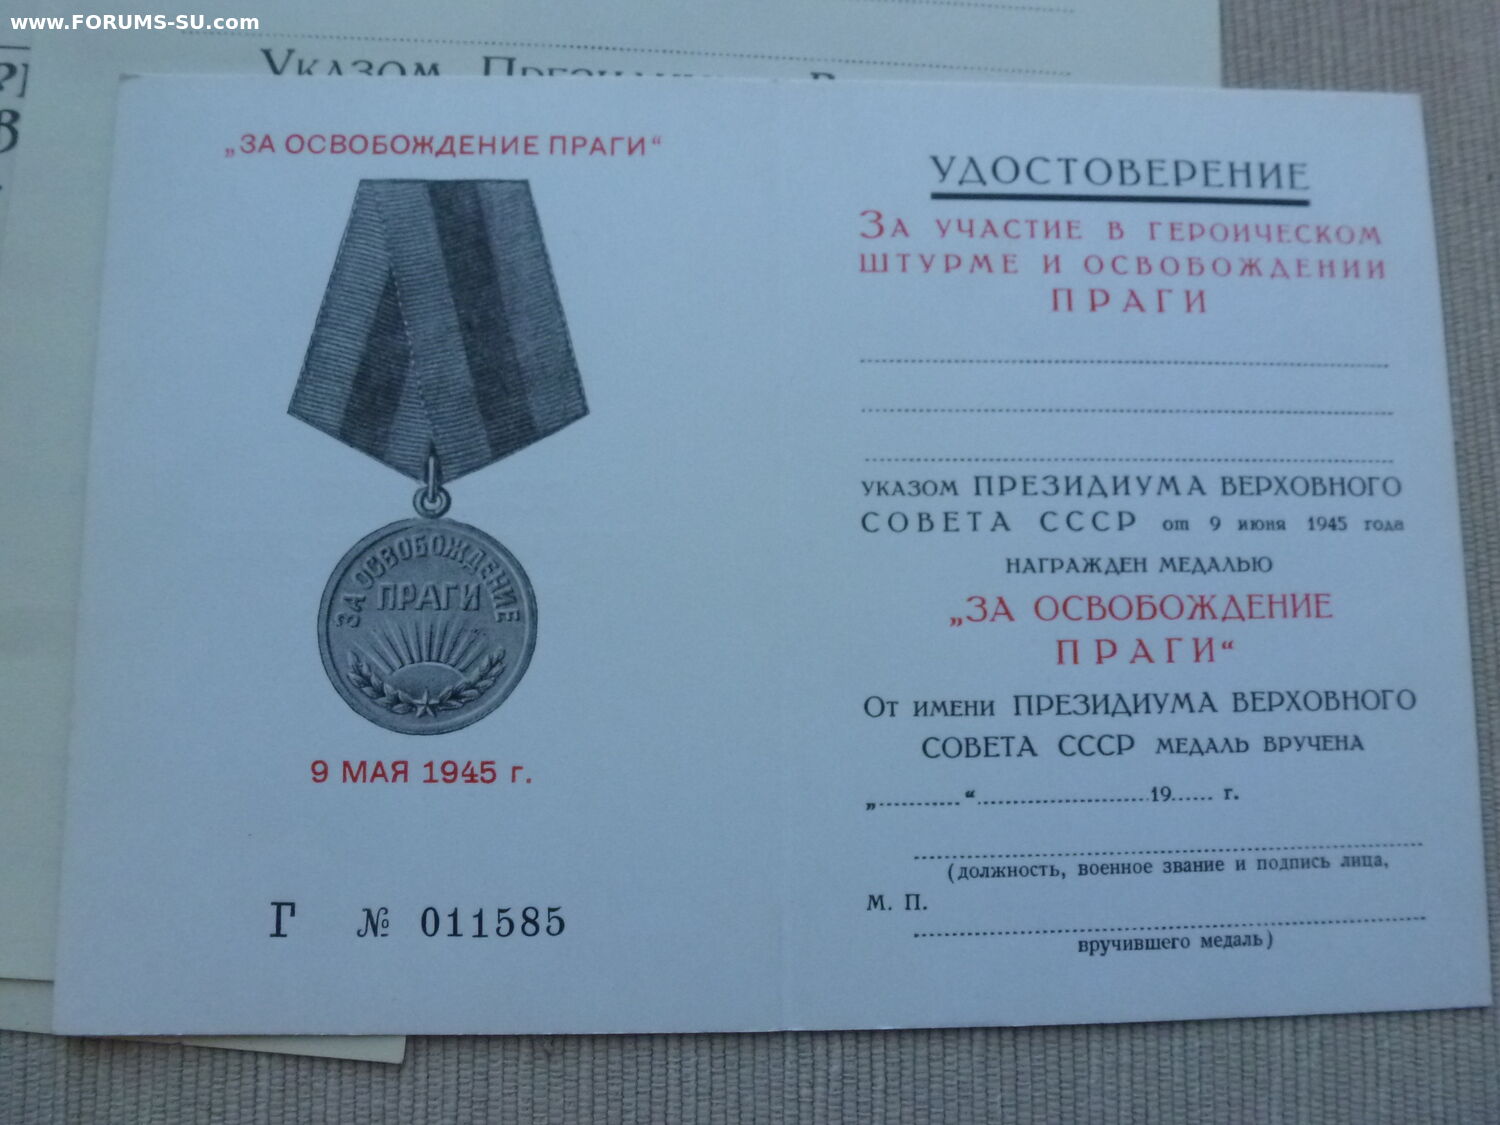 www.FORUMS-SU.com
Указом
„ЗА ОСВОБОЖДЕНИЕ ПРАГИ“
ЗА ОСВОБОЖДЕНИЕ
ПРАГИ
9 МАЯ 1945 г.
Г № 011585
УДОСТОВЕРЕНИЕ
За участие в героическом
штурме и освобождении
ПРАГИ
указом ПРЕЗИДИУМА ВЕРХОВНОГО
СОВЕТА СССР от 9 июня 1945 года
награжден медалью
„ЗА ОСВОБОЖДЕНИЕ
ПРАГИ“
От имени ПРЕЗИДИУМА ВЕРХОВНОГО
СОВЕТА СССР медаль вручена
„...........“........................19...... г.
(должность, военное звание и подпись лица,
М. П.
вручившего медаль)